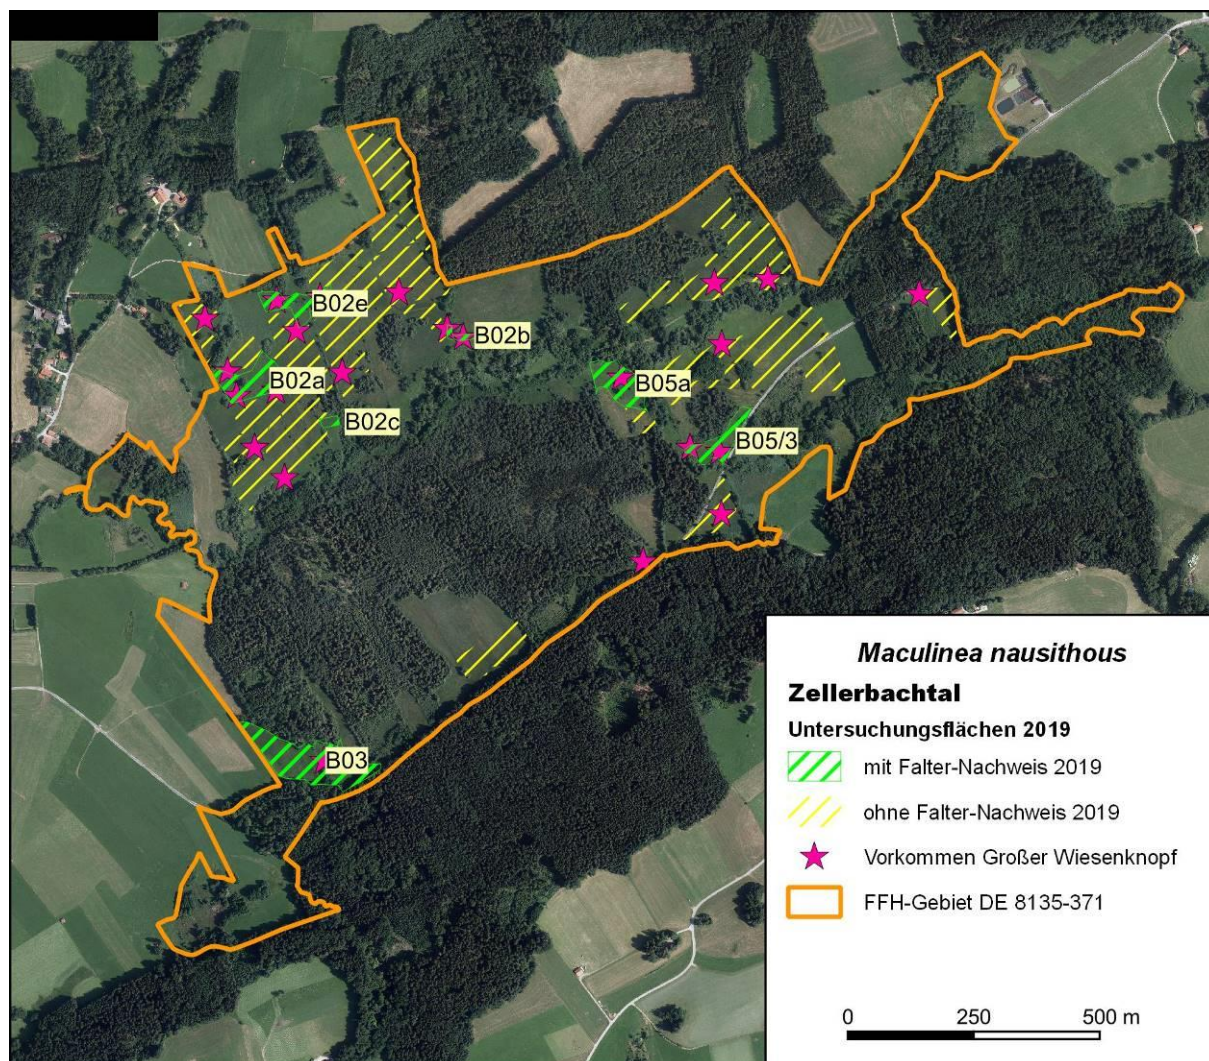 B02e
B02b
B02a
B05a
B02c
B05/3
B03
Maculinea nausithous
Zellerbachtal
Untersuchungsflächen 2019
mit Falter-Nachweis 2019
ohne Falter-Nachweis 2019
Vorkommen Großer Wiesenknopf
FFH-Gebiet DE 8135-371
0 250 500 m